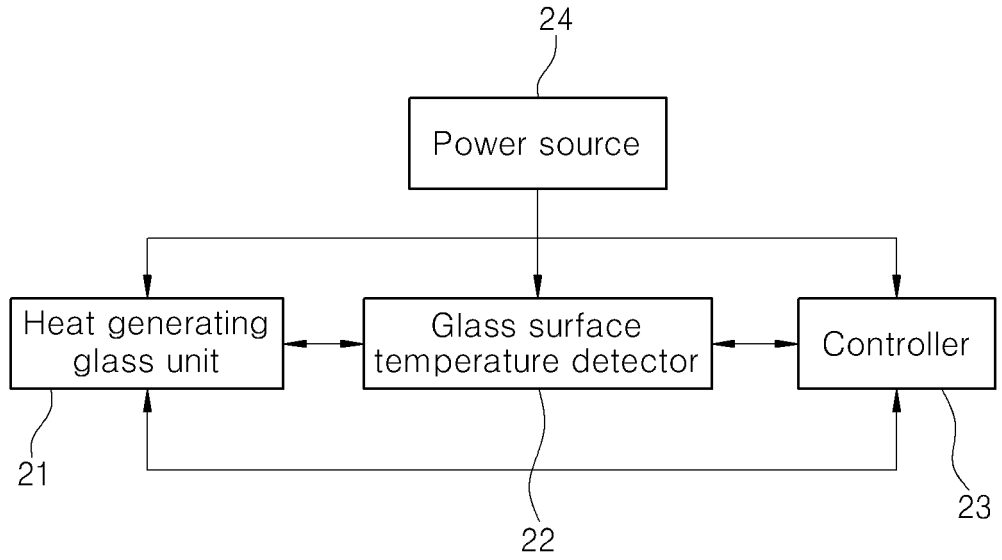 24
Power source
Heat generating
glass unit
Glass surface
temperature detector
Controller
21
22
23